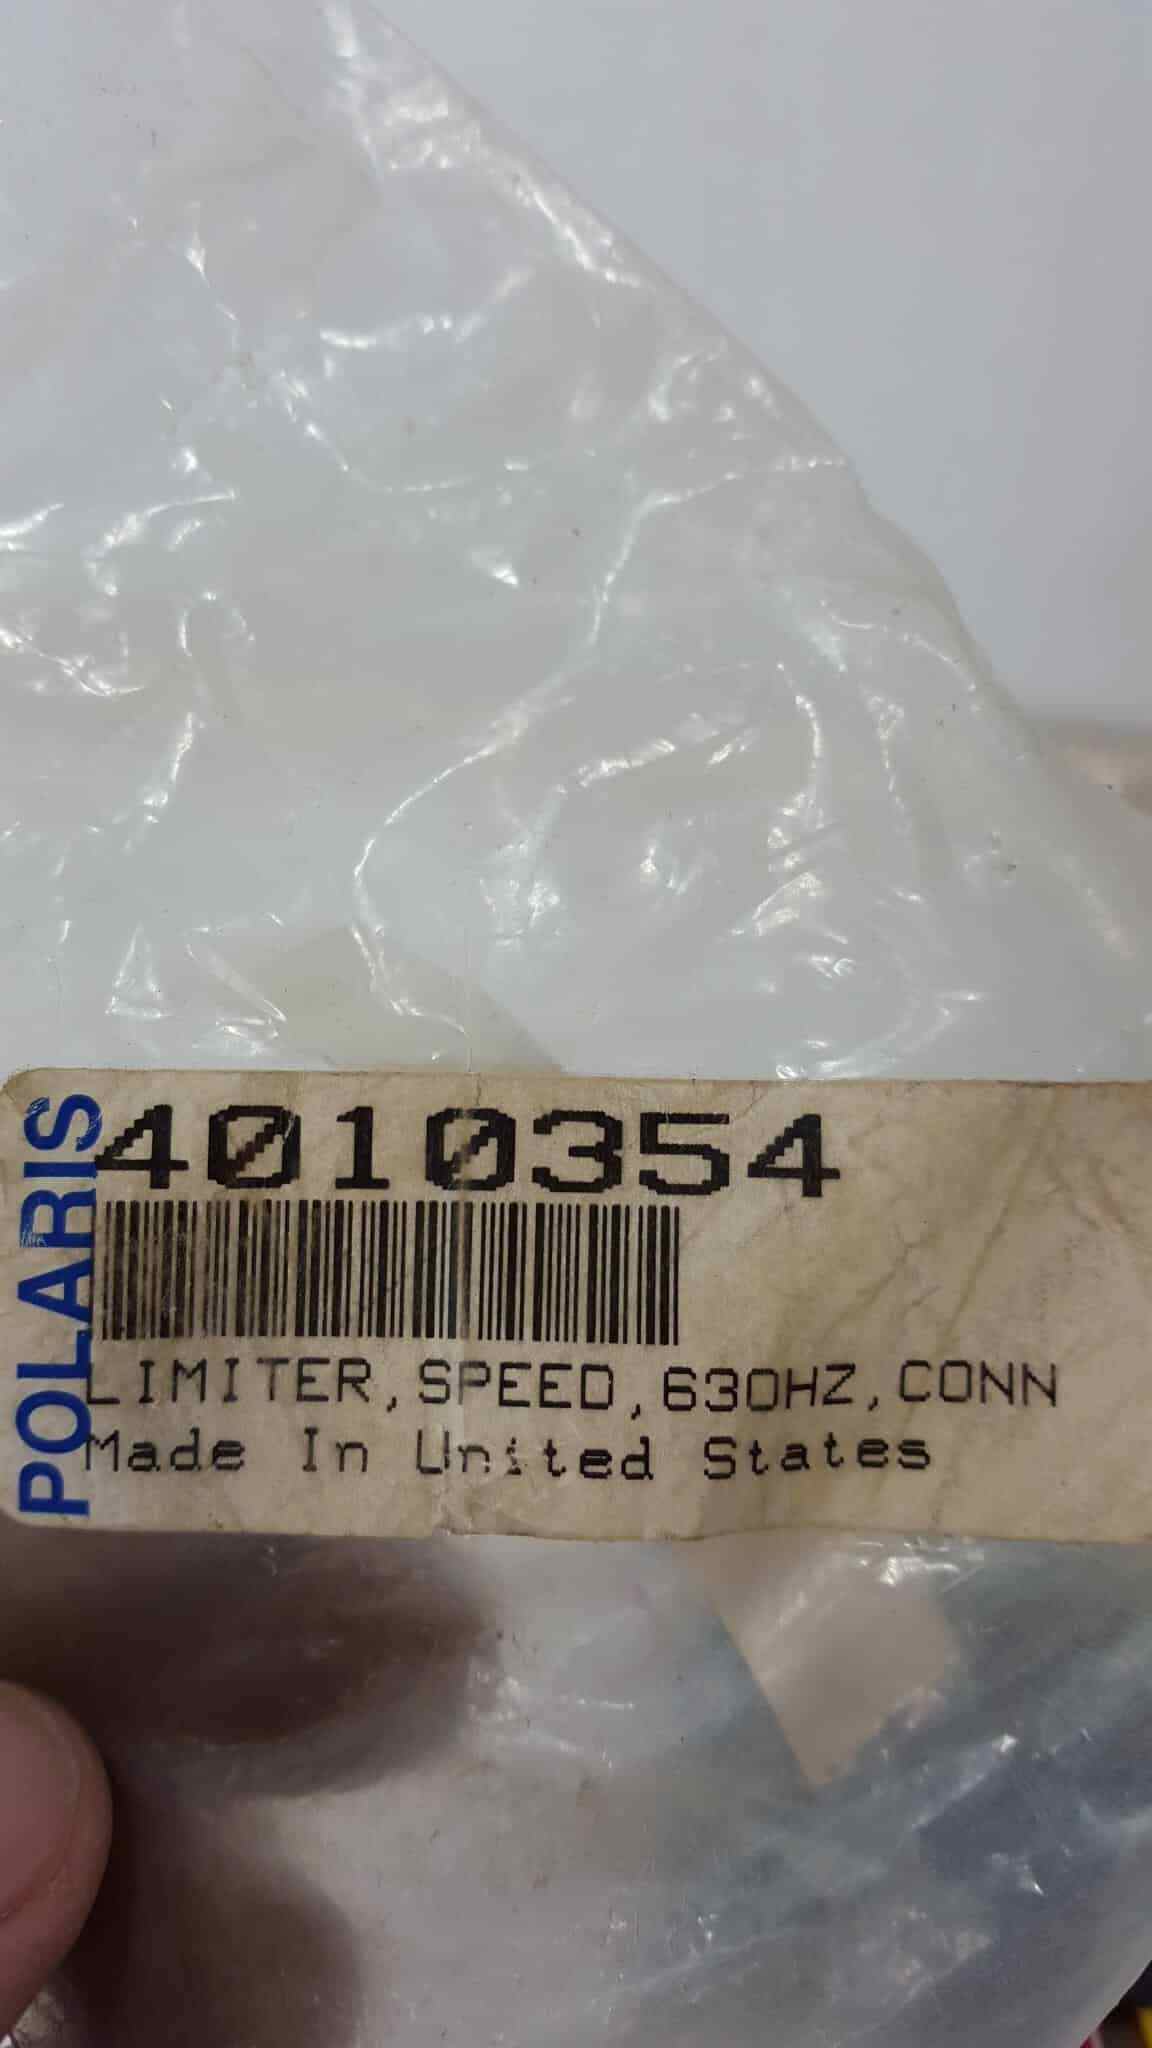 POLARIS
4010354
LIMITER,SPEED,630HZ,CONN
Made In United States